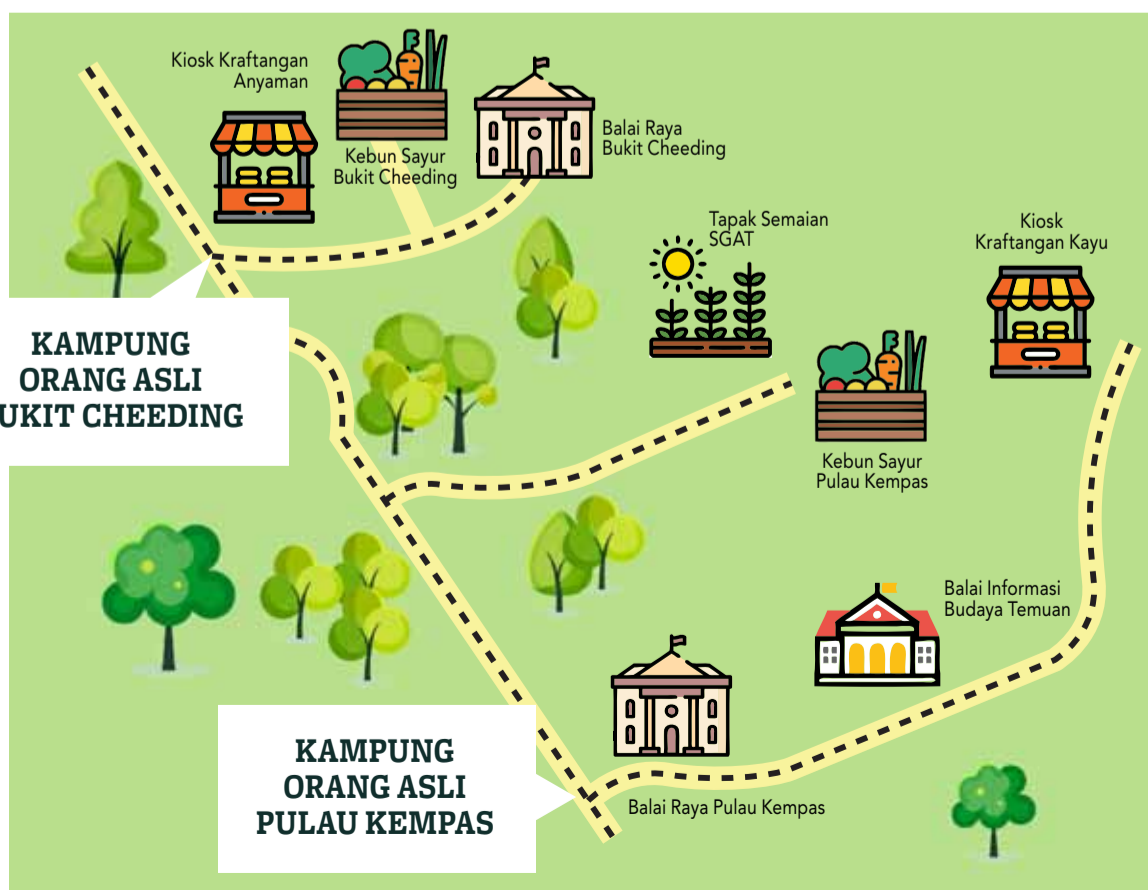 Kiosk Kraftangan
Anyaman
Kebun Sayur
Bukit Cheeding
Balai Raya
Bukit Cheeding
Tapak Semaian
SGAT
Kiosk
Kraftangan Kayu
KAMPUNG
ORANG ASLI
UKIT CHEEDING
Kebun Sayur
Pulau Kempas
Balai Informasi
Budaya Temuan
KAMPUNG
ORANG ASLI
PULAU KEMPAS
Balai Raya Pulau Kempas